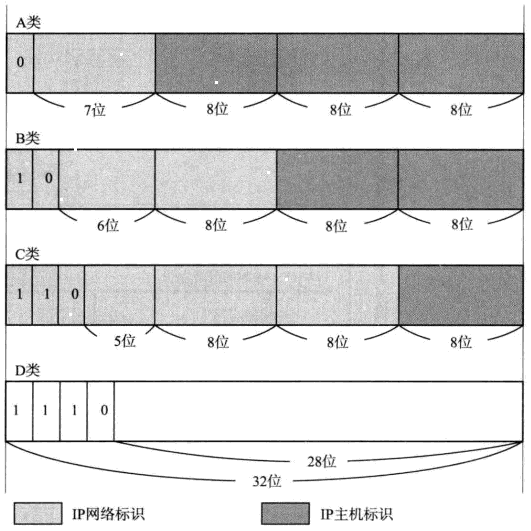 A类
0
7位 8位 8位 8位
B类
1 0
6位 8位 8位 8位
C类
1 1 0
5位 8位 8位 8位
D类
1 1 1 0
28位
32位
IP网络标识 IP主机标识